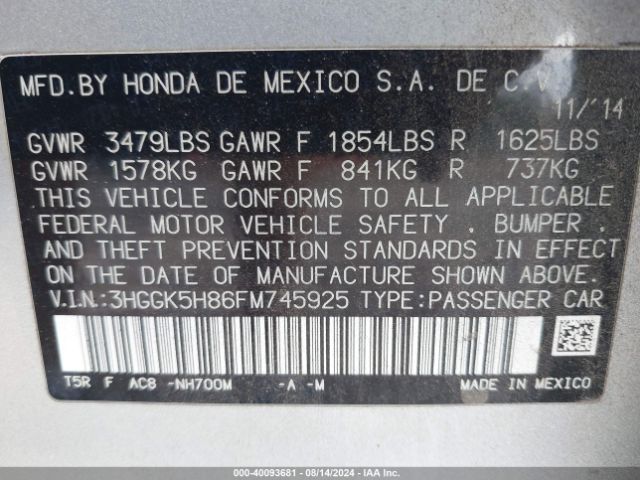 MFD.BY HONDA DE MEXICO S.A. DE C.V.
11/'14
GVWR 3479LBS GAWR F 1854LBS R 1625LBS
GVWR 1578KG GAWR F 841KG R 737KG
THIS VEHICLE CONFORMS TO ALL APPLICABLE
FEDERAL MOTOR VEHICLE SAFETY , BUMPER ,
AND THEFT PREVENTION STANDARDS IN EFFECT
ON THE DATE OF MANUFACTURE SHOWN ABOVE.
V.I.N.:3HGGK5H86FM745925 TYPE:PASSENGER CAR
T5R F AC8 -NH700M -A -M MADE IN MEXICO
000-40093681 - 08/14/2024 - IAA Inc.